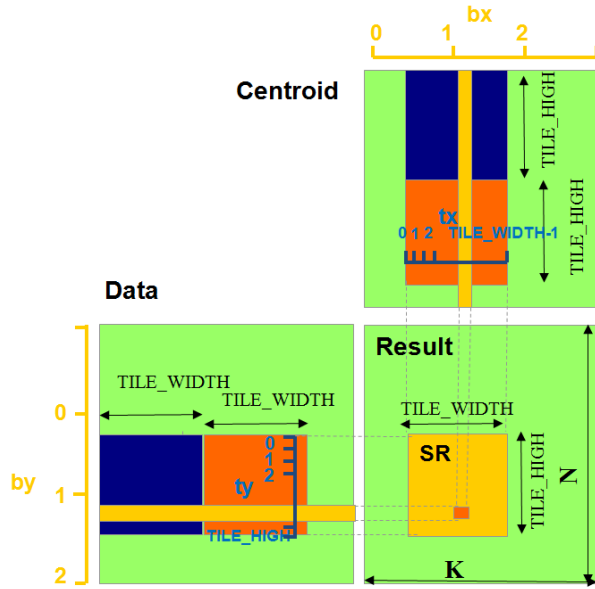 bx
0 1 2
Centroid
TILE_HIGH
tx
0 1 2 TILE_WIDTH-1
TILE_HIGH
Data
Result
0
TILE_WIDTH
TILE_WIDTH
TILE_WIDTH
0
1
2
SR
TILE_HIGH
N
by
1
ty
TILE_HIGH
2
K